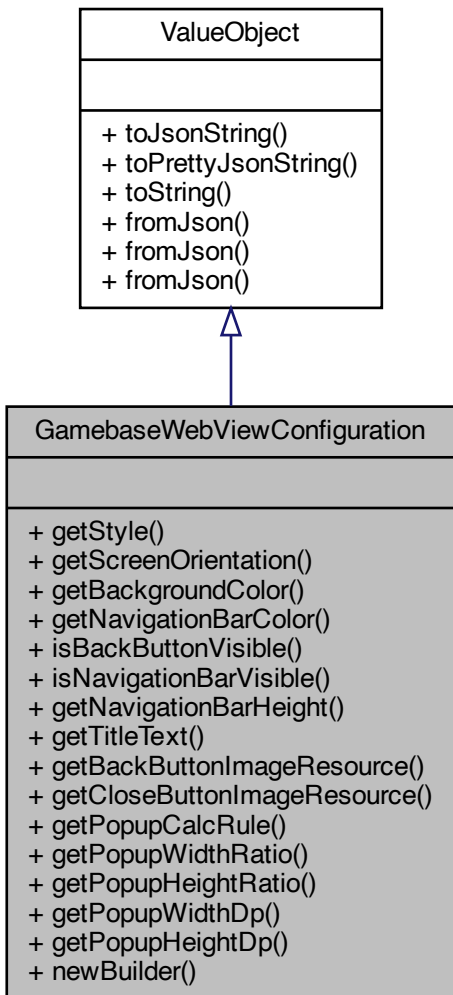 ValueObject
+ toJsonString()
+ toPrettyJsonString()
+ toString()
+ fromJson()
+ fromJson()
+ fromJson()
GamebaseWebViewConfiguration
+ getStyle()
+ getScreenOrientation()
+ getBackgroundColor()
+ getNavigationBarColor()
+ isBackButtonVisible()
+ isNavigationBarVisible()
+ getNavigationBarHeight()
+ getTitleText()
+ getBackButtonImageResource()
+ getCloseButtonImageResource()
+ getPopupCalcRule()
+ getPopupWidthRatio()
+ getPopupHeightRatio()
+ getPopupWidthDp()
+ getPopupHeightDp()
+ newBuilder()